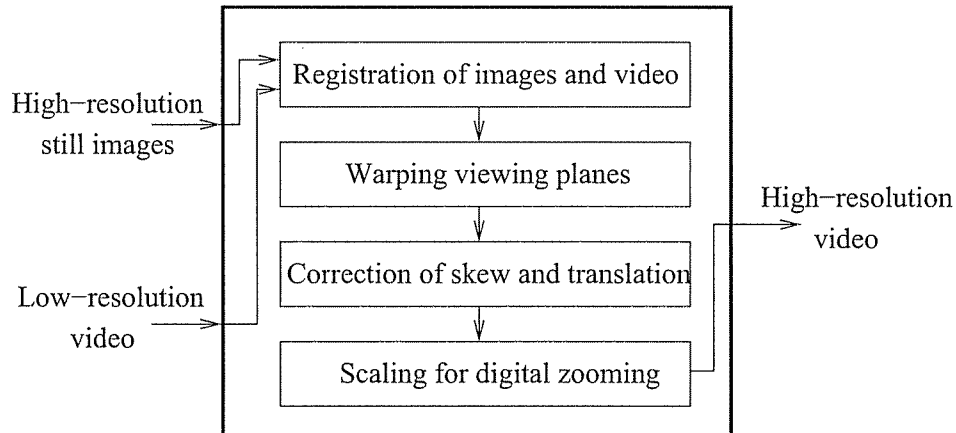 High−resolution
still images
Low−resolution
video
Registration of images and video
Warping viewing planes
Correction of skew and translation
Scaling for digital zooming
High−resolution
video